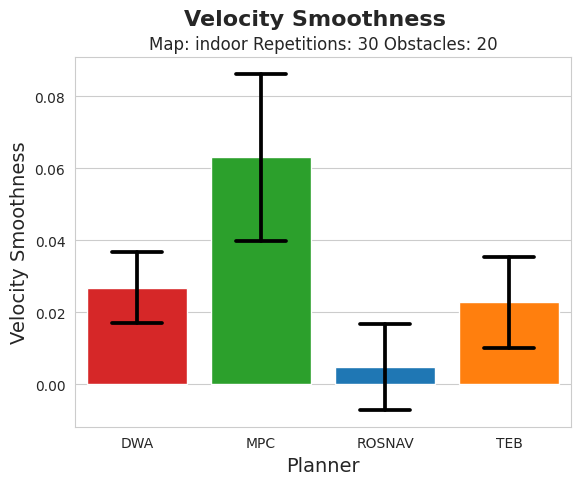 Velocity Smoothness
Map: indoor Repetitions: 30 Obstacles: 20
Velocity Smoothness
0.08
0.06
0.04
0.02
0.00
DWA MPC ROSNAV TEB
Planner